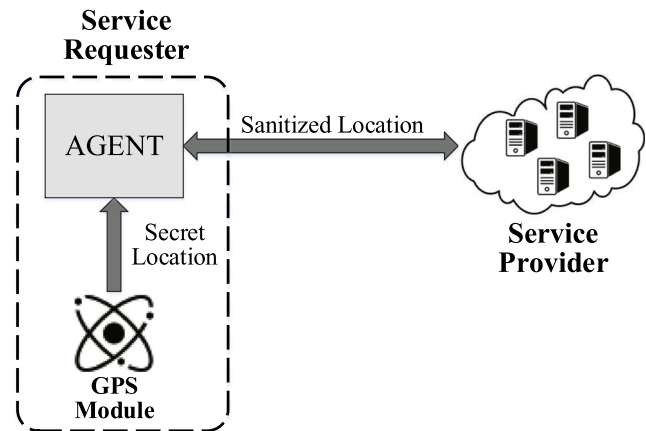 Service
Requester
AGENT
Sanitized Location
Secret
Location
GPS
Module
Service
Provider